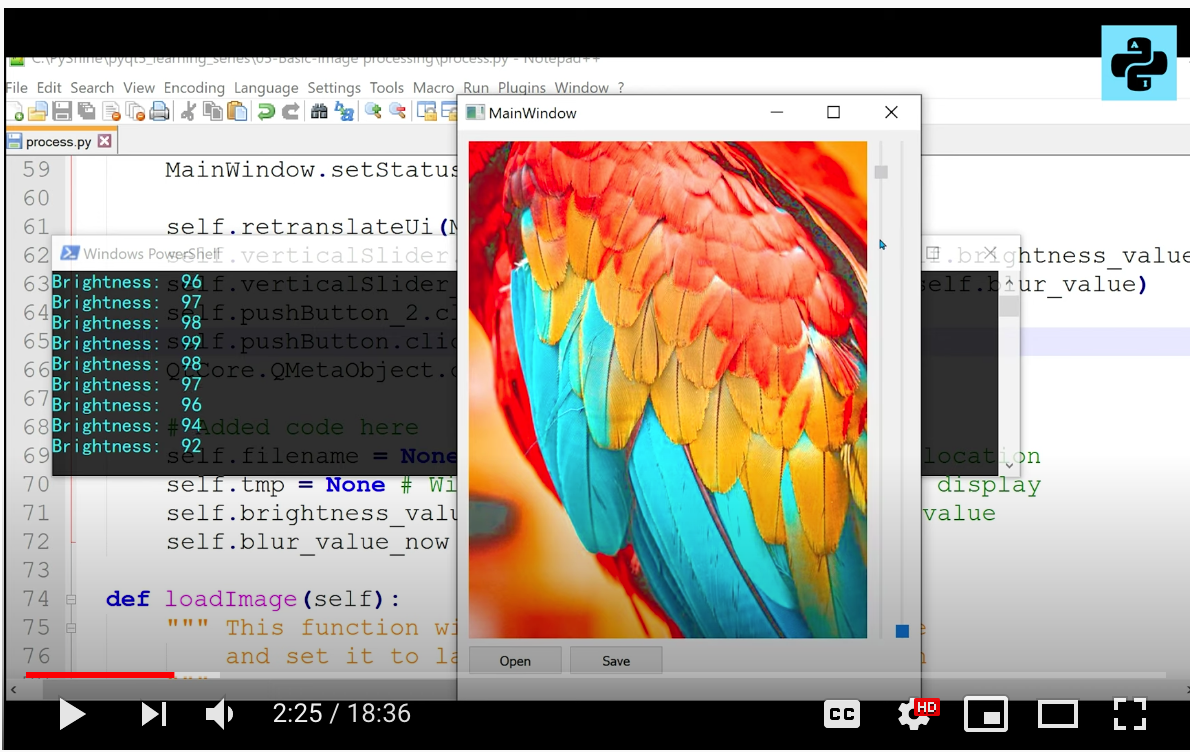 C:\PyShine\pyqt5_learning_series\05-Basic-image processing\process.py - Notepad++
File Edit Search View Encoding Language Settings Tools Macro Run Plugins Window ?
MainWindow
process.py
59 MainWindow.setStatus
60
61 self.retranslateUi(
Windows PowerShell
62 self.verticalSlider brightness_value
63 self.verticalSlider self.blur_value)
64 self.pushButton_2.cl
65 self.pushButton.clic
66 QtCore.QMetaObject.c
67
68 # Added code here
69 self.filename = None location
70 self.tmp = None # Wi display
71 self.brightness_valu value
72 self.blur_value_now
73
74 def loadImage(self):
75 """ This function wi
76 and set it to la
"""
Brightness: 96
Brightness: 97
Brightness: 98
Brightness: 99
Brightness: 98
Brightness: 97
Brightness: 96
Brightness: 94
Brightness: 92
Open Save
2:25 / 18:36
CC
HD